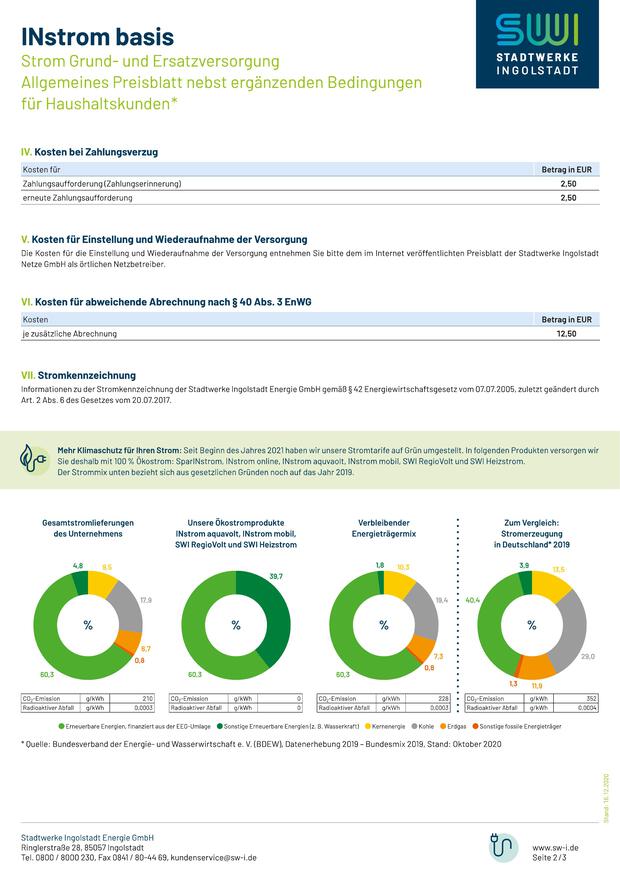 INstrom basis
Strom Grund- und Ersatzversorgung
Allgemeines Preisblatt nebst ergänzenden Bedingungen
für Haushaltskunden*
SWI
STADTWERKE
INGOLSTADT
IV. Kosten bei Zahlungsverzug
Kosten für Betrag in EUR
Zahlungsaufforderung (Zahlungserinnerung) 2,50
erneute Zahlungsaufforderung 2,50
V. Kosten für Einstellung und Wiederaufnahme der Versorgung
Die Kosten für die Einstellung und Wiederaufnahme der Versorgung entnehmen Sie bitte dem im Internet veröffentlichten Preisblatt der Stadtwerke Ingolstadt
Netze GmbH als örtlichen Netzbetreiber.
VI. Kosten für abweichende Abrechnung nach § 40 Abs. 3 EnWG
Kosten Betrag in EUR
je zusätzliche Abrechnung 12,50
VII. Stromkennzeichnung
Informationen zu der Stromkennzeichnung der Stadtwerke Ingolstadt Energie GmbH gemäß § 42 Energiewirtschaftsgesetz vom 07.07.2005, zuletzt geändert durch
Art. 2 Abs. 6 des Gesetzes vom 20.07.2017.
Mehr Klimaschutz für Ihren Strom: Seit Beginn des Jahres 2021 haben wir unsere Stromtarife auf Grün umgestellt. In folgenden Produkten versorgen wir
Sie deshalb mit 100 % Ökostrom: SparINstrom, INstrom online, INstrom aquavolt, INstrom mobil, SWI RegioVolt und SWI Heizstrom.
Der Strommix unten bezieht sich aus gesetzlichen Gründen noch auf das Jahr 2019.
Gesamtstromlieferungen
des Unternehmens
4,8
17,9
%
0,8
60,3
CO₂-Emission g/kWh 210
Radioaktiver Abfall g/kWh 0,0003
Unsere Ökostromprodukte
INstrom aquavolt, INstrom mobil,
SWI RegioVolt und SWI Heizstrom
39,7
%
60,3
CO₂-Emission g/kWh 0
Radioaktiver Abfall g/kWh 0
Verbleibender
Energieträgermix
1,8
10,3
19,4
%
7,3
60,3
CO₂-Emission g/kWh 228
Radioaktiver Abfall g/kWh 0,0003
Zum Vergleich:
Stromerzeugung
in Deutschland* 2019
3,9
40,4
%
29,0
1,3
11,9
CO₂-Emission g/kWh 352
Radioaktiver Abfall g/kWh 0,0004
Erneuerbare Energien, finanziert aus der EEG-Umlage Sonstige Erneuerbare Energien (z. B. Wasserkraft) Kernenergie Kohle Erdgas Sonstige fossile Energieträger
* Quelle: Bundesverband der Energie- und Wasserwirtschaft e. V. (BDEW), Datenerhebung 2019 – Bundesmix 2019, Stand: Oktober 2020
Stand: 16.12.2020
Stadtwerke Ingolstadt Energie GmbH
Ringlerstraße 28, 85057 Ingolstadt
Tel. 0800 / 8000 230, Fax 0841 / 80-44 69, kundenservice@sw-i.de
www.sw-i.de
Seite 2/3